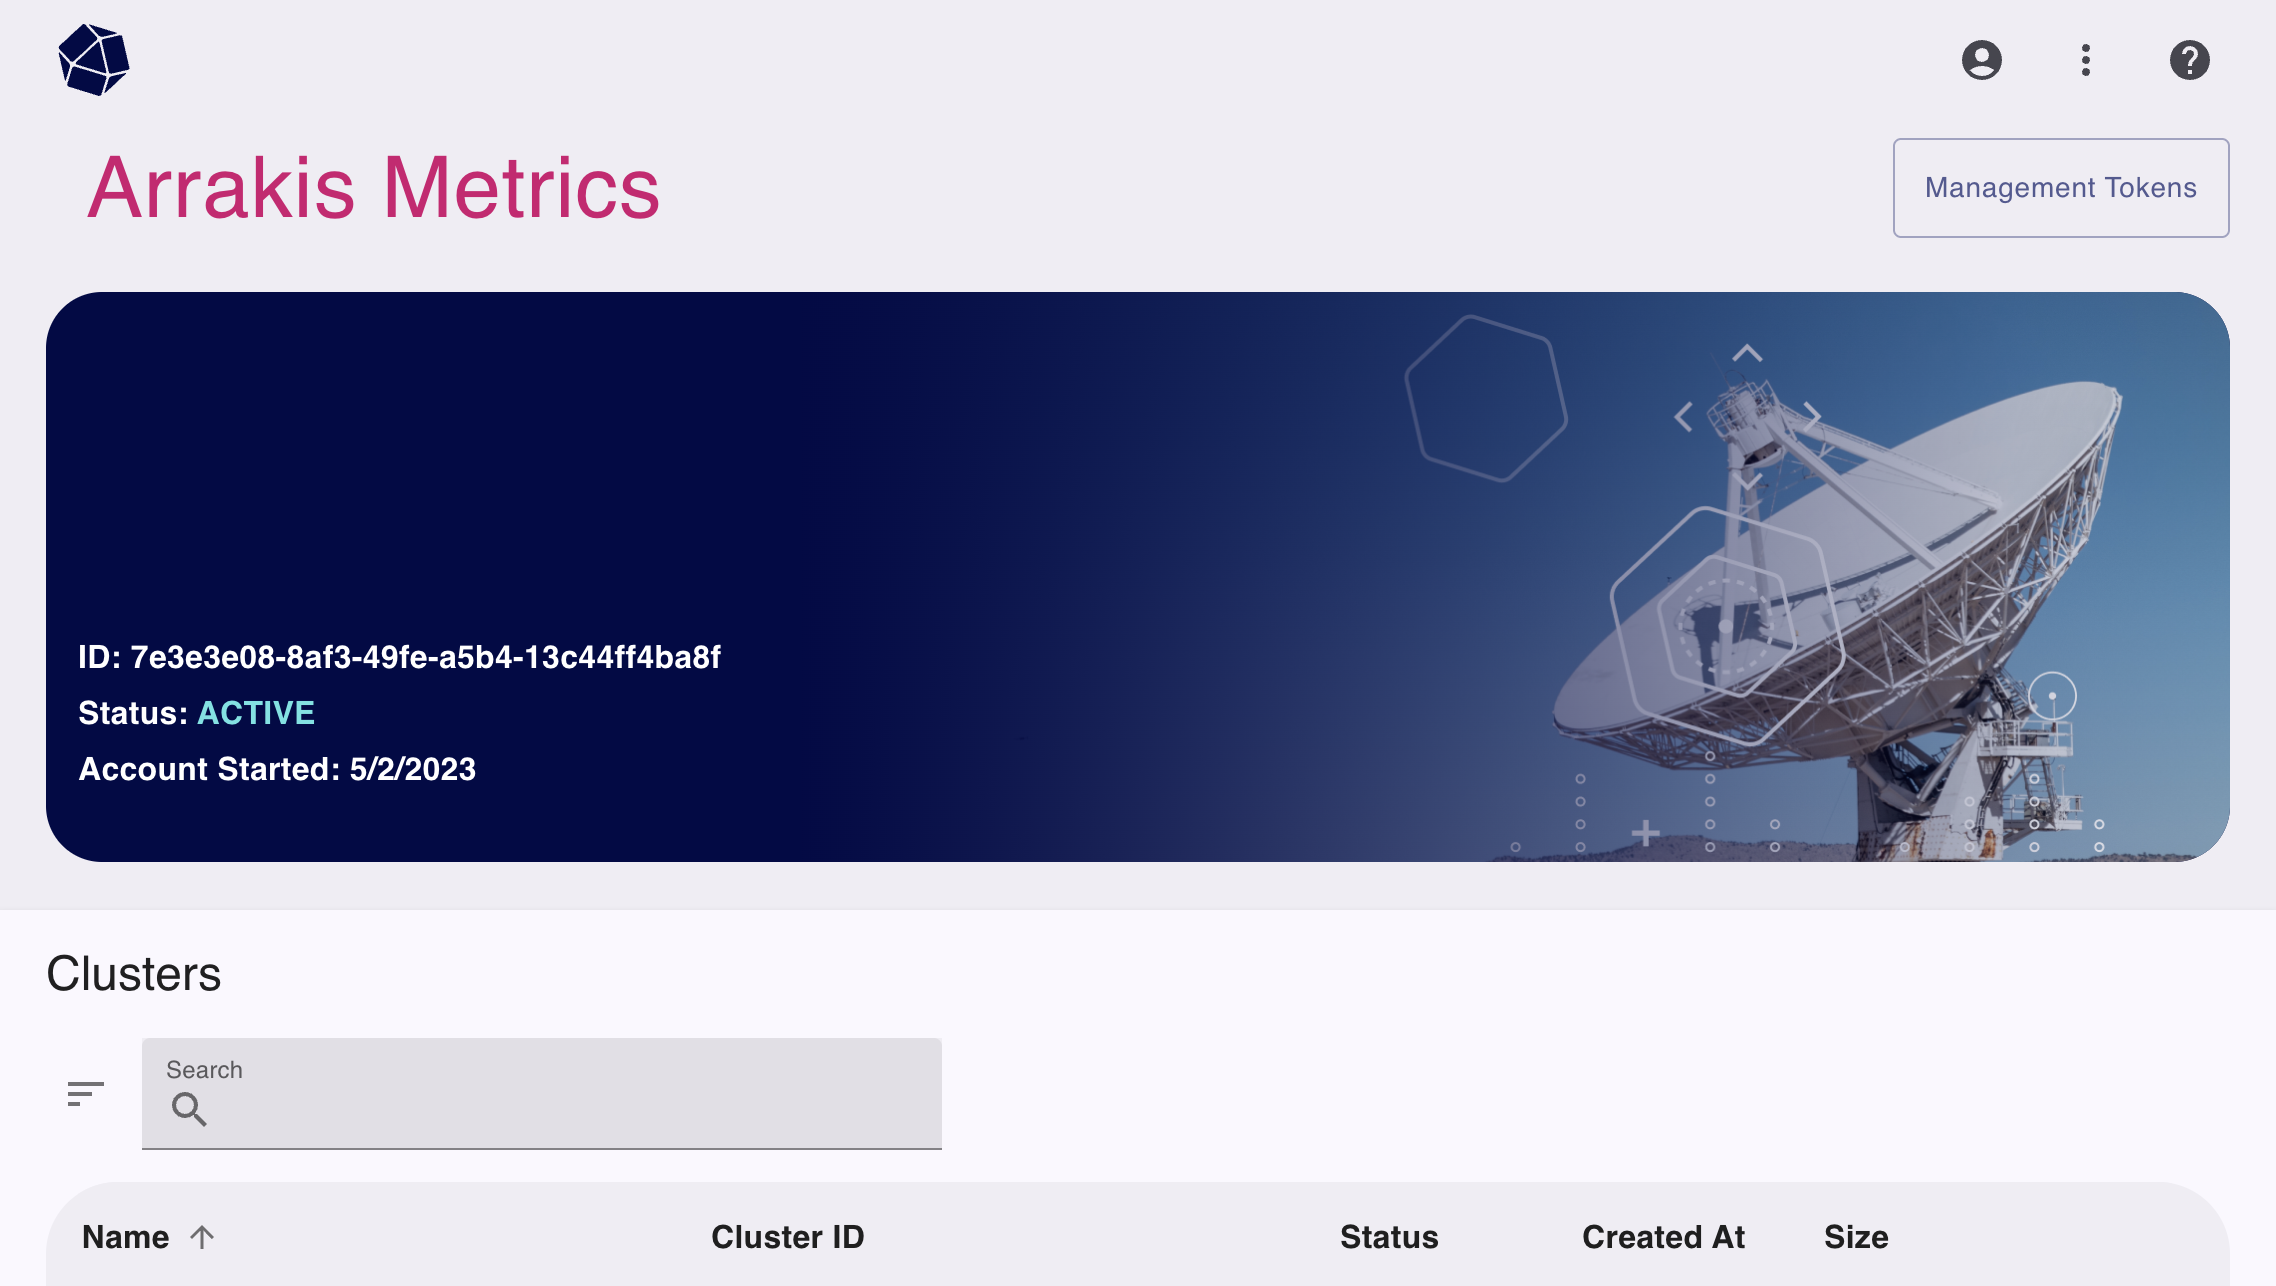 Arrakis Metrics
Management Tokens
ID: 7e3e3e08-8af3-49fe-a5b4-13c44ff4ba8f
Status: ACTIVE
Account Started: 5/2/2023
Clusters
Search
Name Cluster ID Status Created At Size